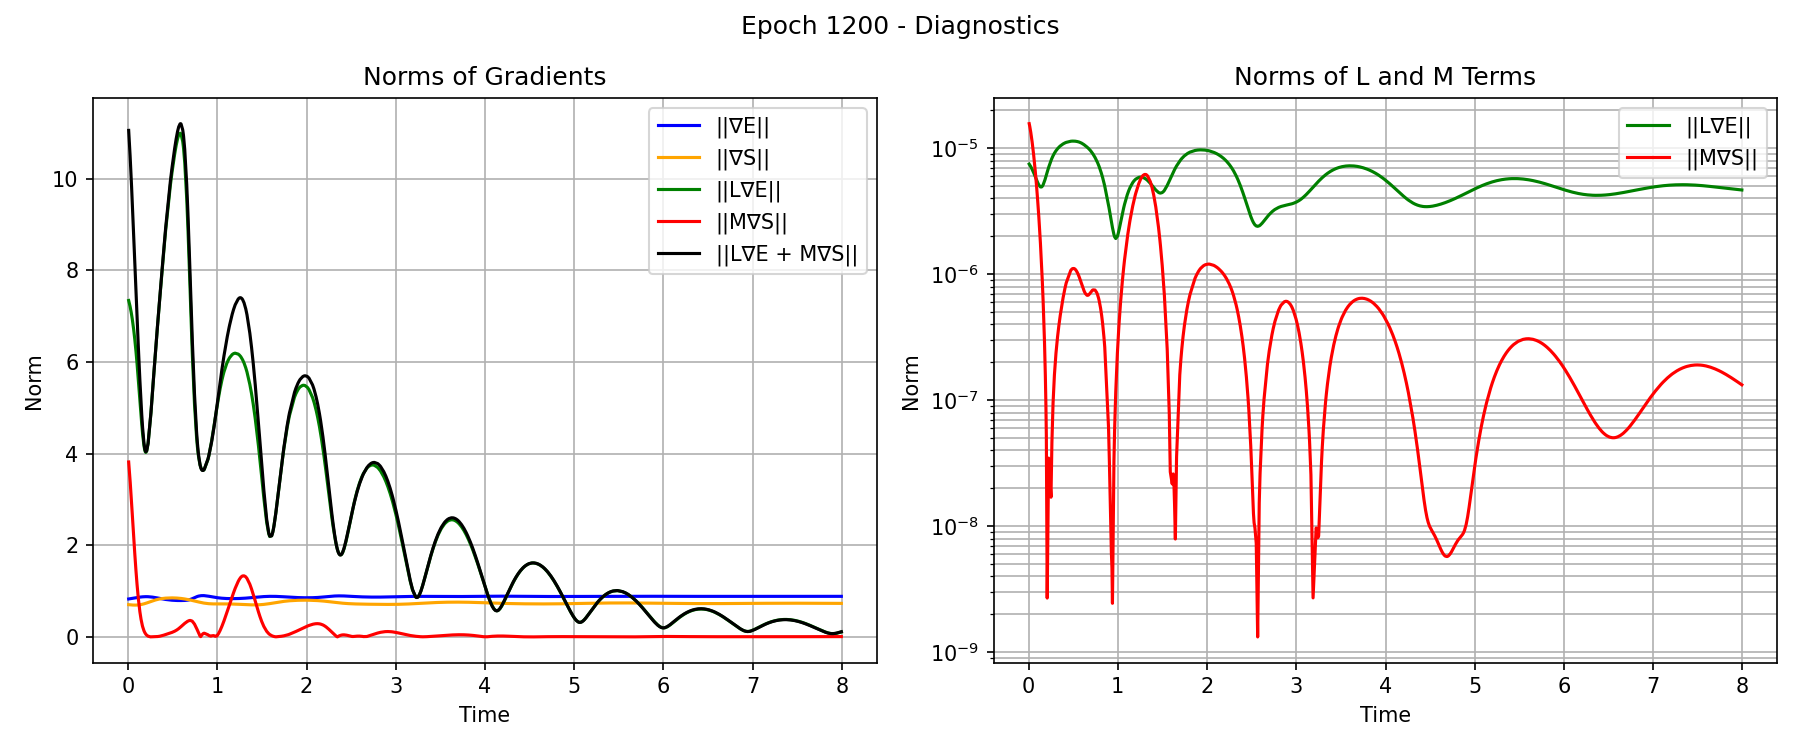 Epoch 1200 - Diagnostics
Norms of Gradients
Norm
10
8
6
4
2
0
0 1 2 3 4 5 6 7 8
Time
||∇E||
||∇S||
||L∇E||
||M∇S||
||L∇E + M∇S||
Norms of L and M Terms
Norm
10⁻⁵
10⁻⁶
10⁻⁷
10⁻⁸
10⁻⁹
0 1 2 3 4 5 6 7 8
Time
||L∇E||
||M∇S||